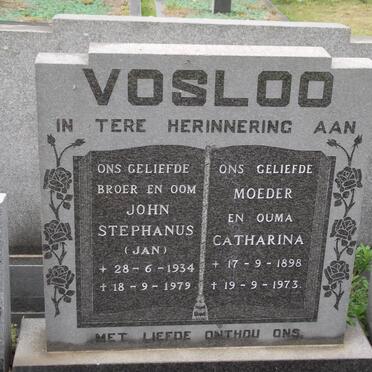 VOSLOO
IN TERE HERINNERING AAN
ONS GELIEFDE
BROER EN OOM
JOHN
STEPHANUS
(JAN)
+ 28-6-1934
† 18-9-1979
ONS GELIEFDE
MOEDER
EN OUMA
CATHARINA
+ 17-9-1898
† 19-9-1973.
MET LIEFDE ONTHOU ONS.